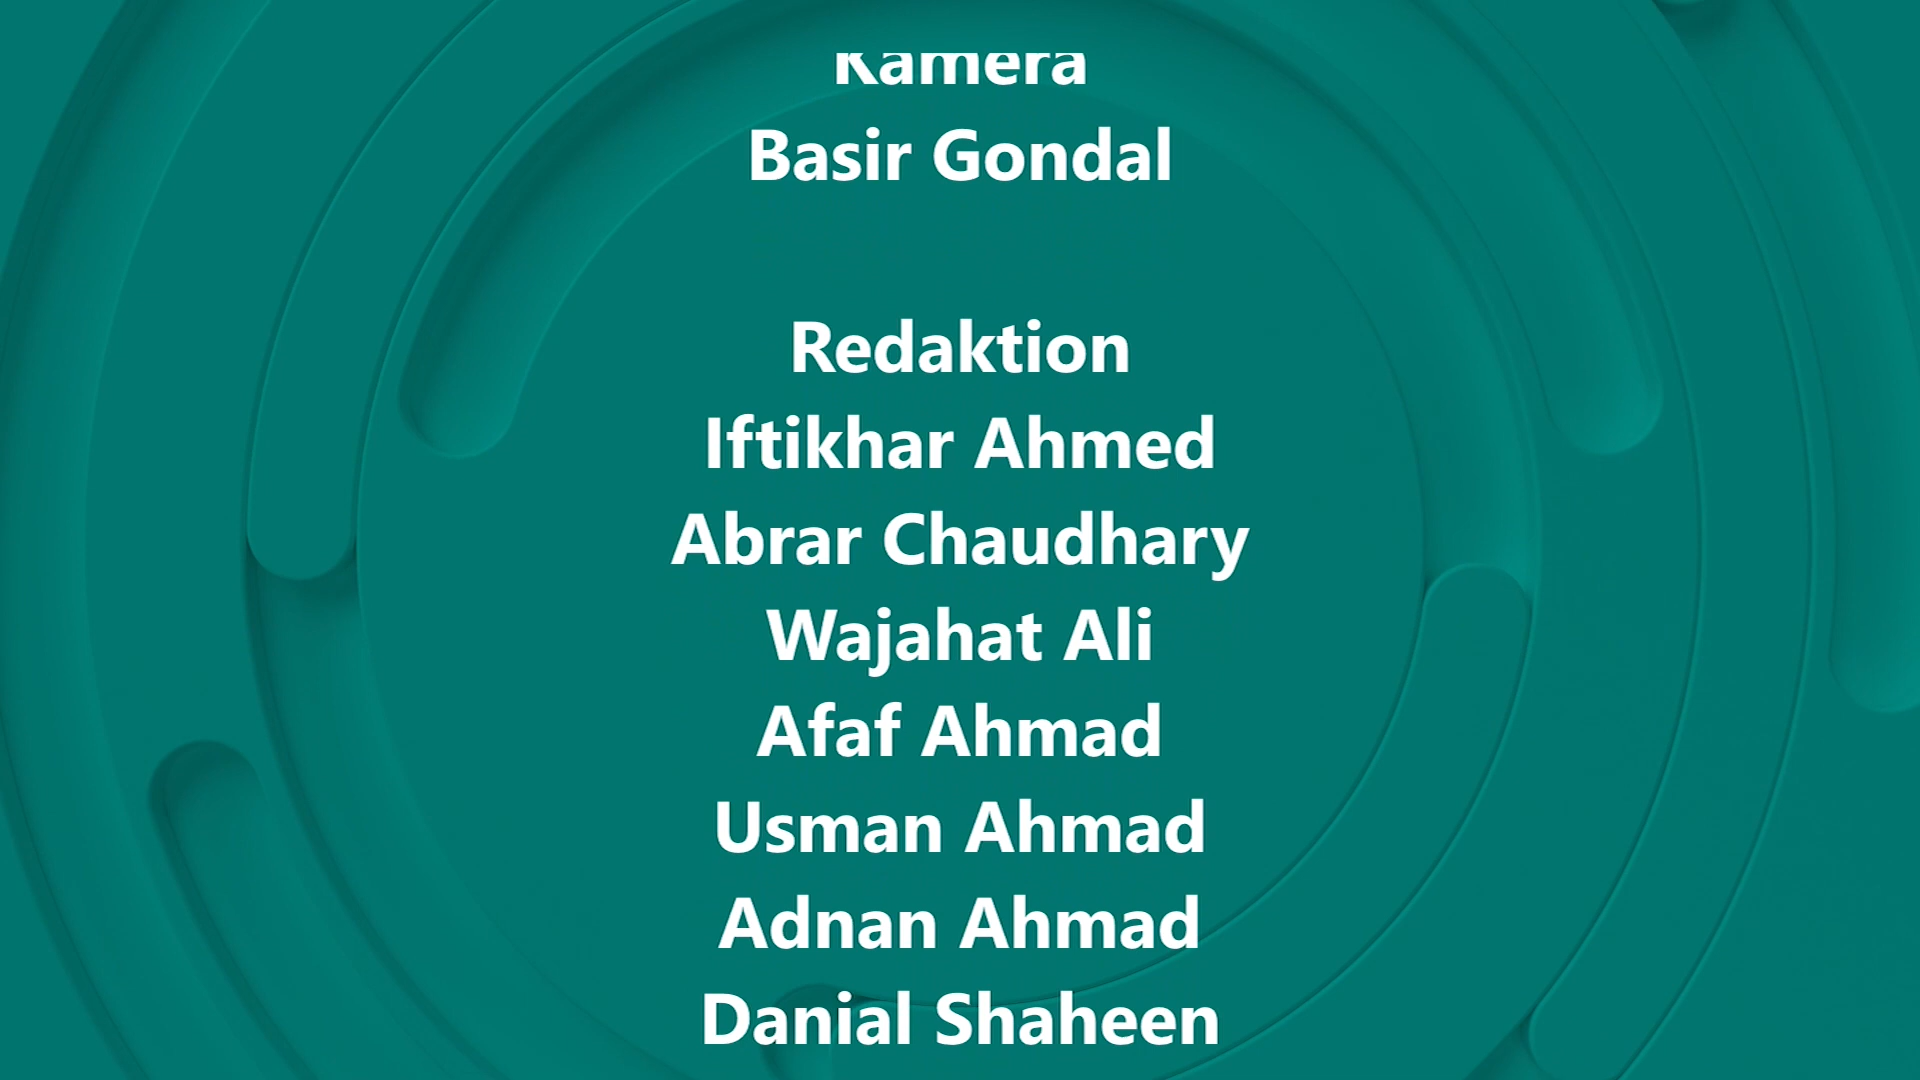 Kamera
Basir Gondal
Redaktion
Iftikhar Ahmed
Abrar Chaudhary
Wajahat Ali
Afaf Ahmad
Usman Ahmad
Adnan Ahmad
Danial Shaheen